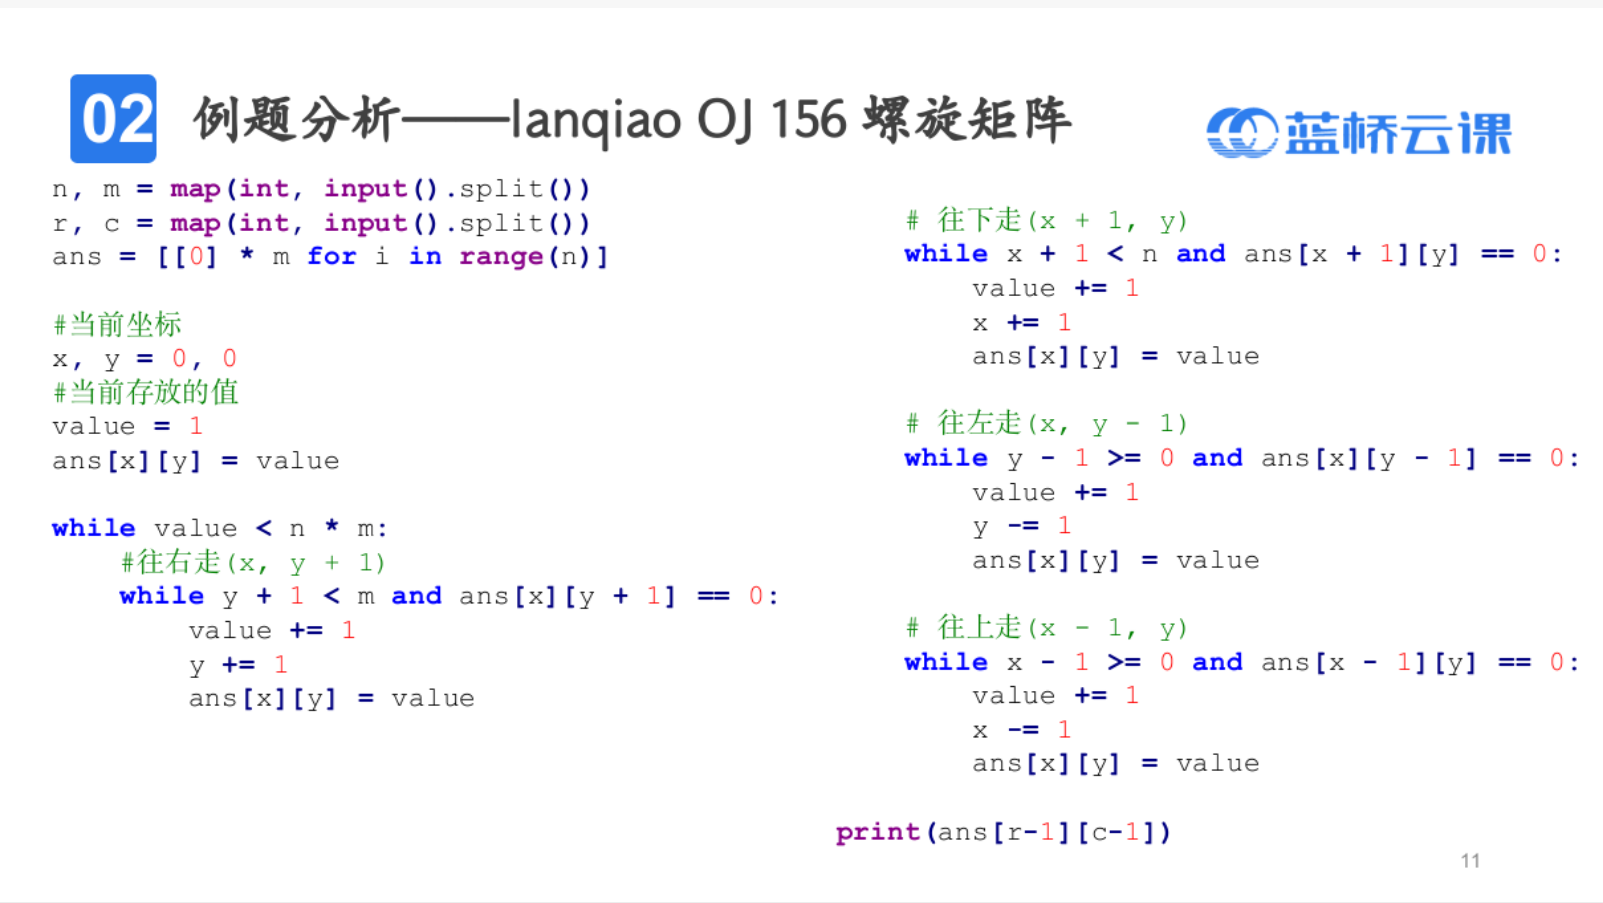 02 例题分析——lanqiao OJ 156 螺旋矩阵
蓝桥云课
n, m = map(int, input().split())
r, c = map(int, input().split())
ans = [[0] * m for i in range(n)]

#当前坐标
x, y = 0, 0
#当前存放的值
value = 1
ans[x][y] = value

while value < n * m:
    #往右走(x, y + 1)
    while y + 1 < m and ans[x][y + 1] == 0:
        value += 1
        y += 1
        ans[x][y] = value

    # 往下走(x + 1, y)
    while x + 1 < n and ans[x + 1][y] == 0:
        value += 1
        x += 1
        ans[x][y] = value

    # 往左走(x, y - 1)
    while y - 1 >= 0 and ans[x][y - 1] == 0:
        value += 1
        y -= 1
        ans[x][y] = value

    # 往上走(x - 1, y)
    while x - 1 >= 0 and ans[x - 1][y] == 0:
        value += 1
        x -= 1
        ans[x][y] = value

print(ans[r-1][c-1])
11